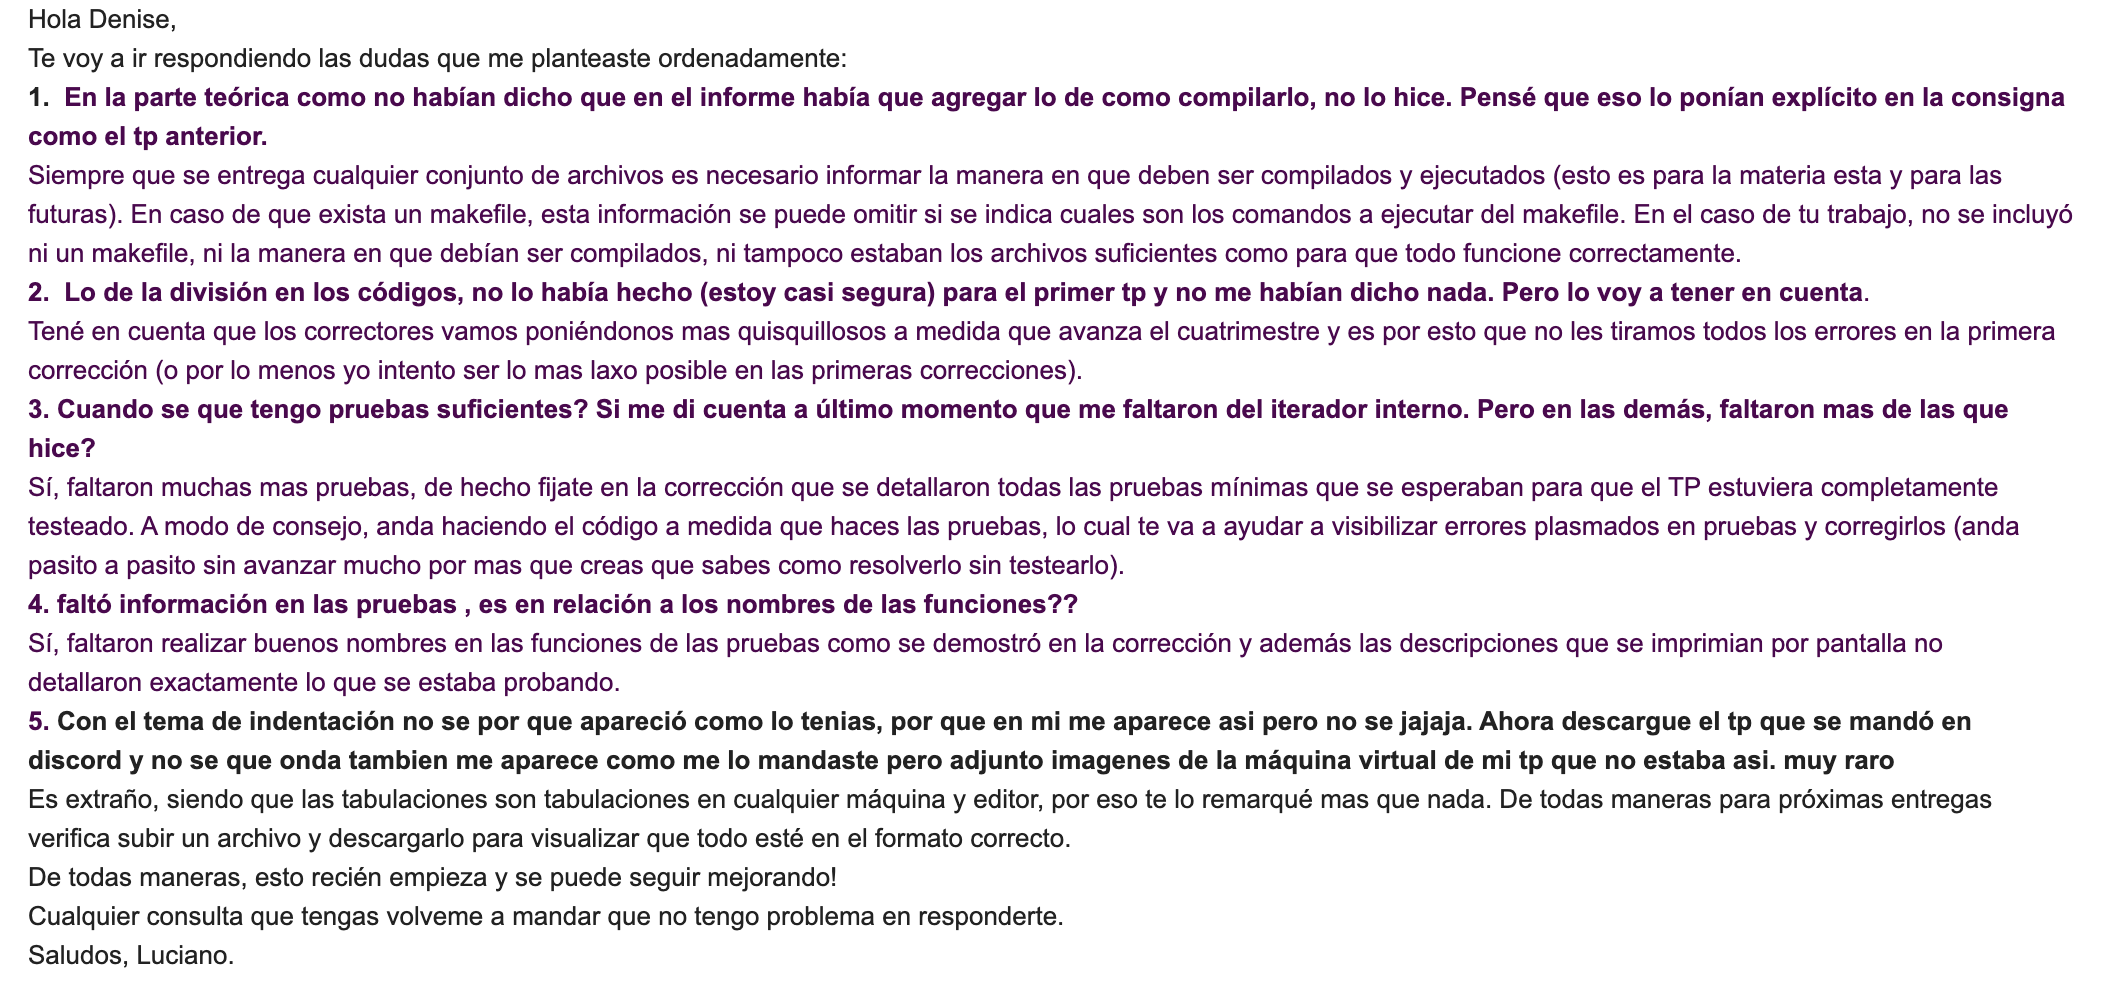 Hola Denise,
Te voy a ir respondiendo las dudas que me planteaste ordenadamente:
1.  En la parte teórica como no habían dicho que en el informe había que agregar lo de como compilarlo, no lo hice. Pensé que eso lo ponían explícito en la consigna
como el tp anterior.
Siempre que se entrega cualquier conjunto de archivos es necesario informar la manera en que deben ser compilados y ejecutados (esto es para la materia esta y para las
futuras). En caso de que exista un makefile, esta información se puede omitir si se indica cuales son los comandos a ejecutar del makefile. En el caso de tu trabajo, no se incluyó
ni un makefile, ni la manera en que debían ser compilados, ni tampoco estaban los archivos suficientes como para que todo funcione correctamente.
2.  Lo de la división en los códigos, no lo había hecho (estoy casi segura) para el primer tp y no me habían dicho nada. Pero lo voy a tener en cuenta.
Tené en cuenta que los correctores vamos poniéndonos mas quisquillosos a medida que avanza el cuatrimestre y es por esto que no les tiramos todos los errores en la primera
corrección (o por lo menos yo intento ser lo mas laxo posible en las primeras correcciones).
3. Cuando se que tengo pruebas suficientes? Si me di cuenta a último momento que me faltaron del iterador interno. Pero en las demás, faltaron mas de las que
hice?
Sí, faltaron muchas mas pruebas, de hecho fijate en la corrección que se detallaron todas las pruebas mínimas que se esperaban para que el TP estuviera completamente
testeado. A modo de consejo, anda haciendo el código a medida que haces las pruebas, lo cual te va a ayudar a visibilizar errores plasmados en pruebas y corregirlos (anda
pasito a pasito sin avanzar mucho por mas que creas que sabes como resolverlo sin testearlo).
4. faltó información en las pruebas , es en relación a los nombres de las funciones??
Sí, faltaron realizar buenos nombres en las funciones de las pruebas como se demostró en la corrección y además las descripciones que se imprimian por pantalla no
detallaron exactamente lo que se estaba probando.
5. Con el tema de indentación no se por que apareció como lo tenias, por que en mi me aparece asi pero no se jajaja. Ahora descargue el tp que se mandó en
discord y no se que onda tambien me aparece como me lo mandaste pero adjunto imagenes de la máquina virtual de mi tp que no estaba asi. muy raro
Es extraño, siendo que las tabulaciones son tabulaciones en cualquier máquina y editor, por eso te lo remarqué mas que nada. De todas maneras para próximas entregas
verifica subir un archivo y descargarlo para visualizar que todo esté en el formato correcto.
De todas maneras, esto recién empieza y se puede seguir mejorando!
Cualquier consulta que tengas volveme a mandar que no tengo problema en responderte.
Saludos, Luciano.